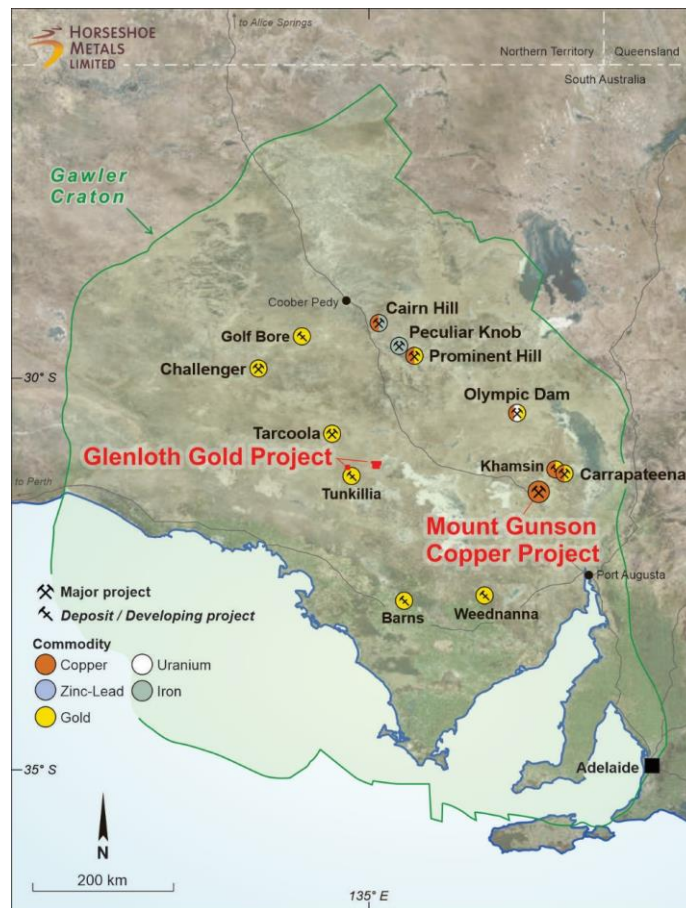 HORSESHOE
METALS
LIMITED
to Alice Springs
Northern Territory
Queensland
South Australia
Gawler
Craton
Coober Pedy
Cairn Hill
Golf Bore
Peculiar Knob
Challenger
Prominent Hill
30° S
Olympic Dam
Tarcoola
Glenloth Gold Project
Khamsin
Carrapateena
to Perth
Tunkillia
Mount Gunson
Copper Project
Port Augusta
Major project
Deposit / Developing project
Barns
Weednanna
Commodity
Copper
Uranium
Zinc-Lead
Iron
Gold
35° S
Adelaide
N
200 km
135° E